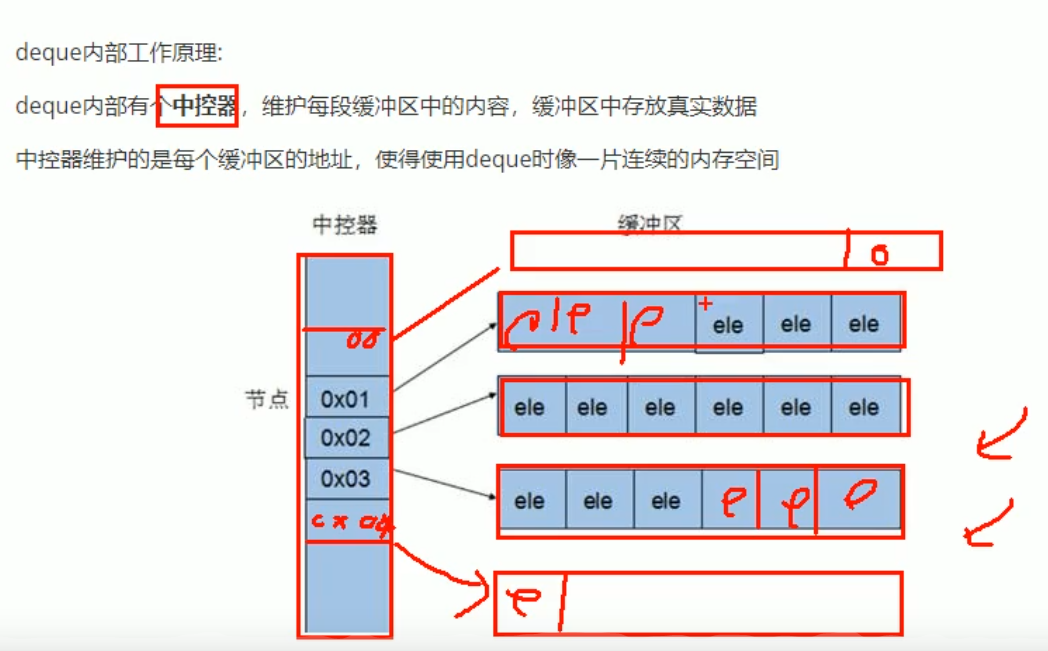 deque内部工作原理:
deque内部有个中控器，维护每段缓冲区中的内容，缓冲区中存放真实数据
中控器维护的是每个缓冲区的地址，使得使用deque时像一片连续的内存空间
中控器 缓冲区
0
00
e e e ele ele ele
节点 0x01
ele ele ele ele ele ele
0x02
0x03
ele ele ele e e e
0x04
e